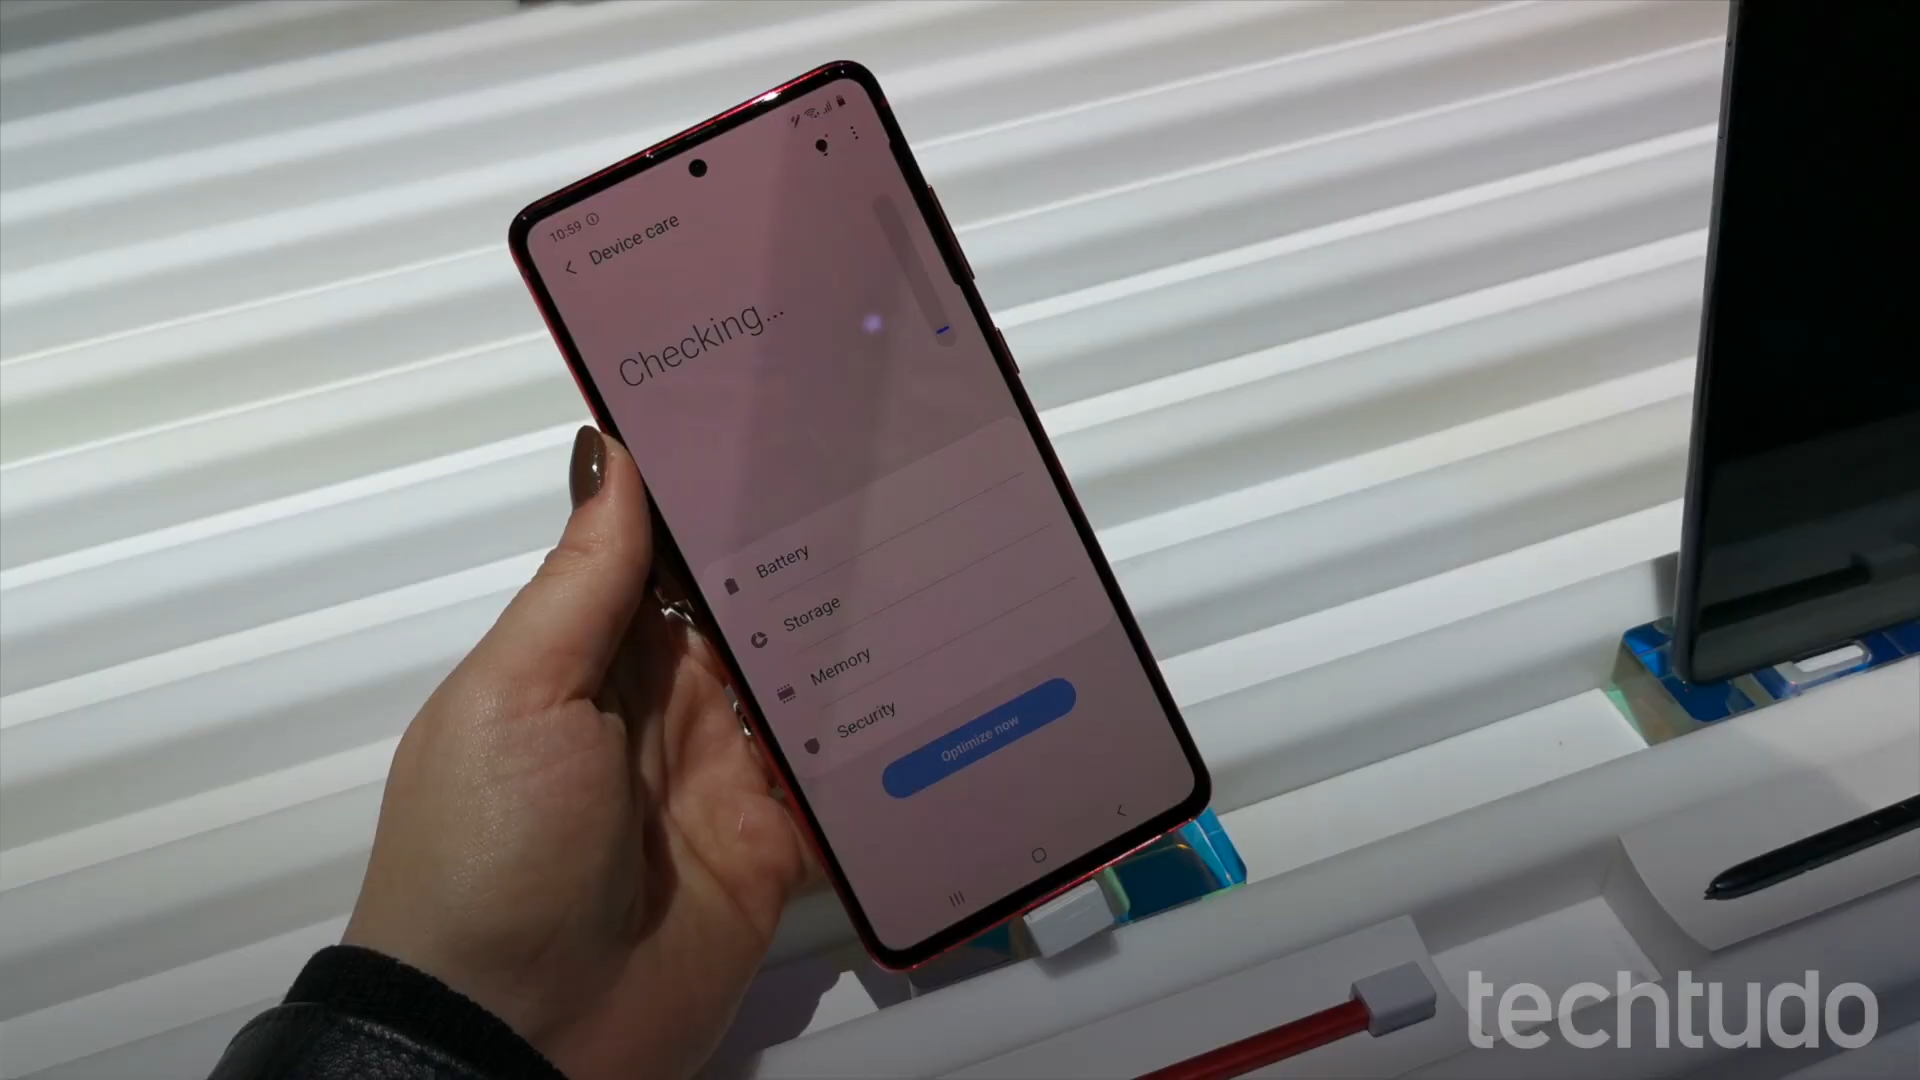 10:59
Device care
Checking...
Battery
Storage
Memory
Security
Optimize now
techtudo